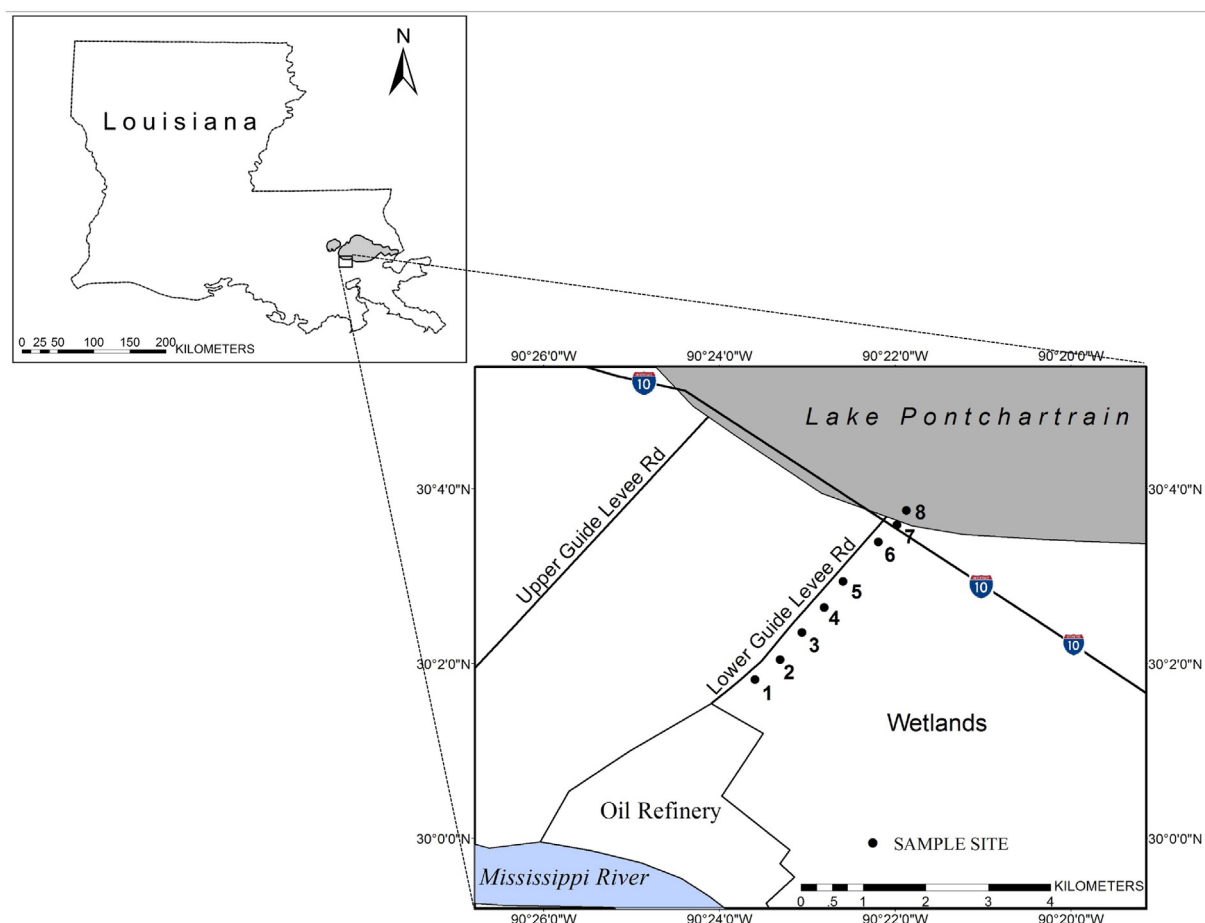 N
Louisiana
0 25 50 100 150 200
KILOMETERS
90°26'0"W 90°24'0"W 90°22'0"W 90°20'0"W
10
Lake Pontchartrain
30°4'0"N 30°4'0"N
Upper Guide Levee Rd
Lower Guide Levee Rd
8
7
6
5
4
3
2
1
10
10
30°2'0"N 30°2'0"N
Wetlands
Oil Refinery
30°0'0"N 30°0'0"N
SAMPLE SITE
Mississippi River
KILOMETERS
0 .5 1 2 3 4
90°26'0"W 90°24'0"W 90°22'0"W 90°20'0"W